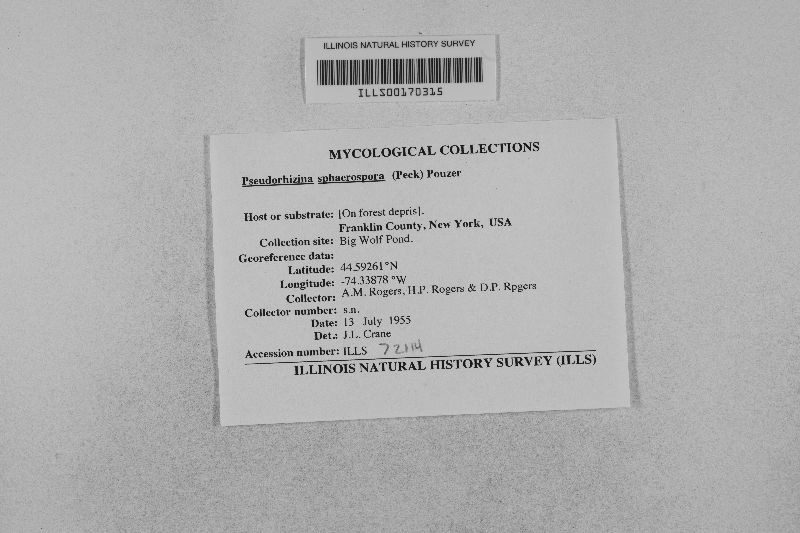 ILLINOIS NATURAL HISTORY SURVEY
ILLS00170315
MYCOLOGICAL COLLECTIONS
Pseudorhizina sphaerospora (Peck) Pouzer
Host or substrate: [On forest depris].
Franklin County, New York, USA
Collection site: Big Wolf Pond.
Georeference data:
Latitude: 44.59261°N
Longitude: -74.33878 °W
Collector: A.M. Rogers, H.P. Rogers & D.P. Rpgers
Collector number: s.n.
Date: 13 July 1955
Det.: J.L. Crane
Accession number: ILLS 72114
ILLINOIS NATURAL HISTORY SURVEY (ILLS)